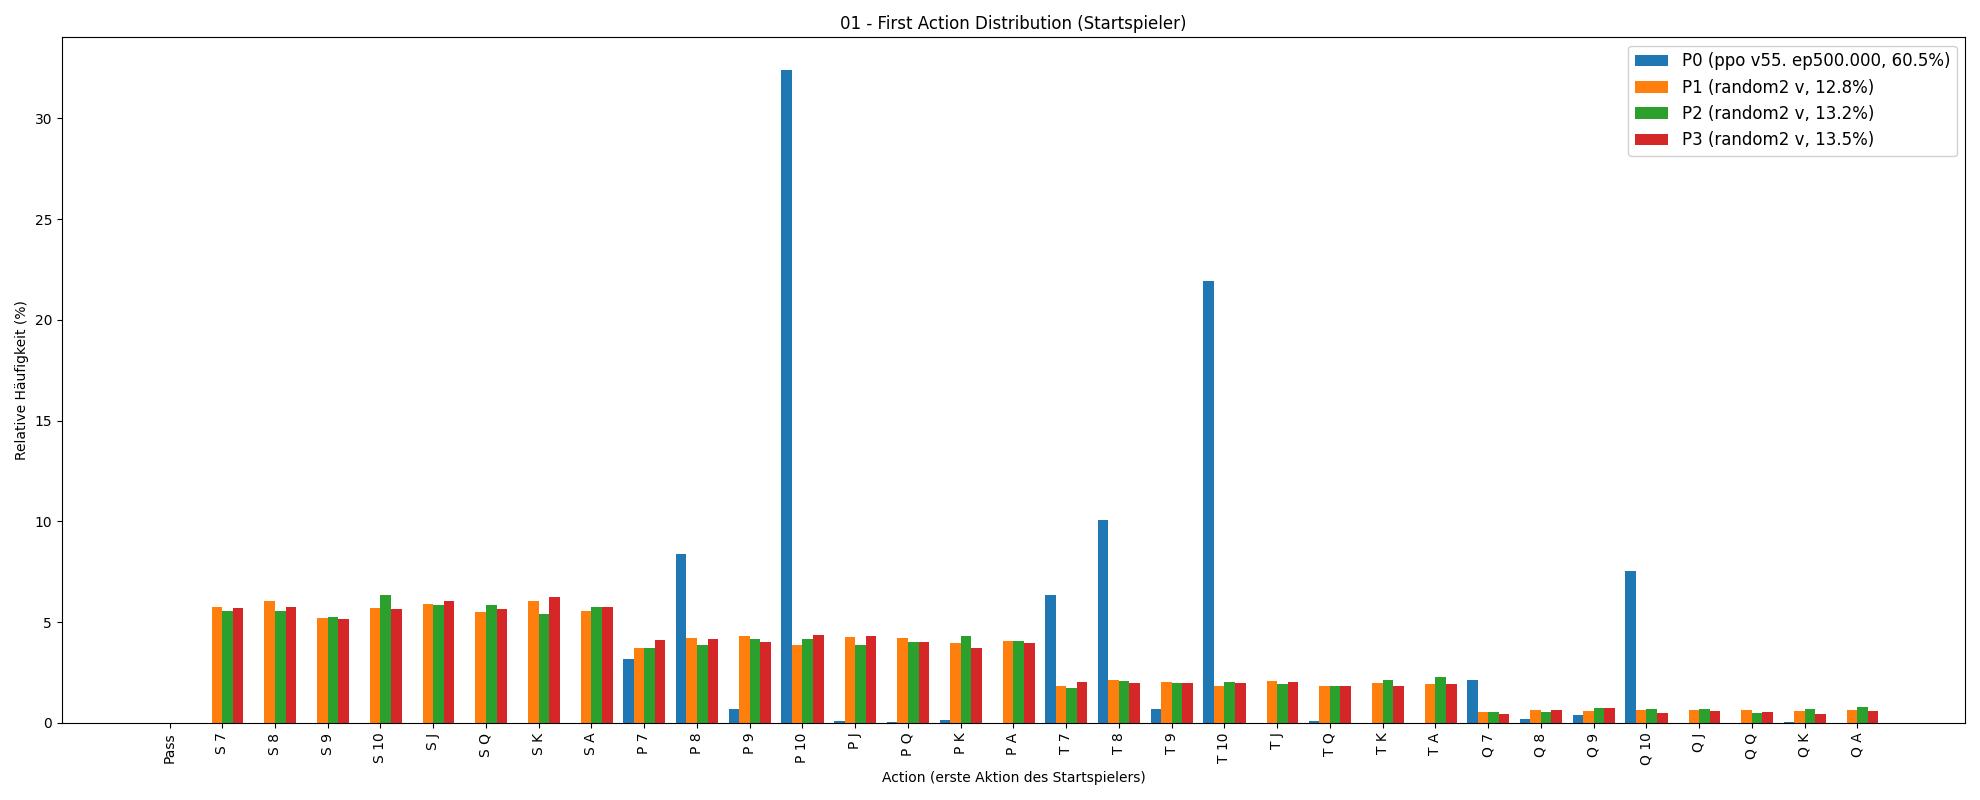 01 - First Action Distribution (Startspieler)
P0 (ppo v55. ep500.000, 60.5%)
P1 (random2 v, 12.8%)
P2 (random2 v, 13.2%)
P3 (random2 v, 13.5%)
Relative Häufigkeit (%)
30
25
20
15
10
5
0
Pass
S 7
S 8
S 9
S 10
S J
S Q
S K
S A
P 7
P 8
P 9
P 10
P J
P Q
P K
P A
T 7
T 8
T 9
T 10
T J
T Q
T K
T A
Q 7
Q 8
Q 9
Q 10
Q J
Q Q
Q K
Q A
Action (erste Aktion des Startspielers)